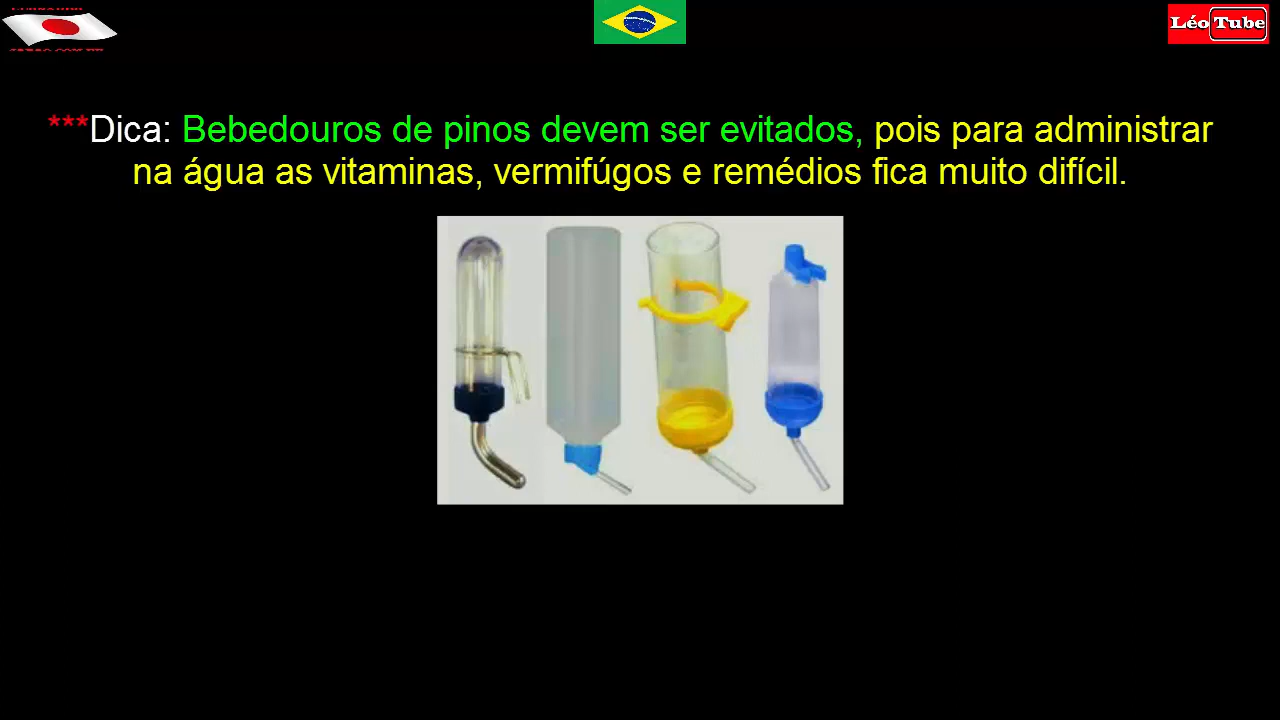 Léo Tube
***Dica: Bebedouros de pinos devem ser evitados, pois para administrar
na água as vitaminas, vermifúgos e remédios fica muito difícil.